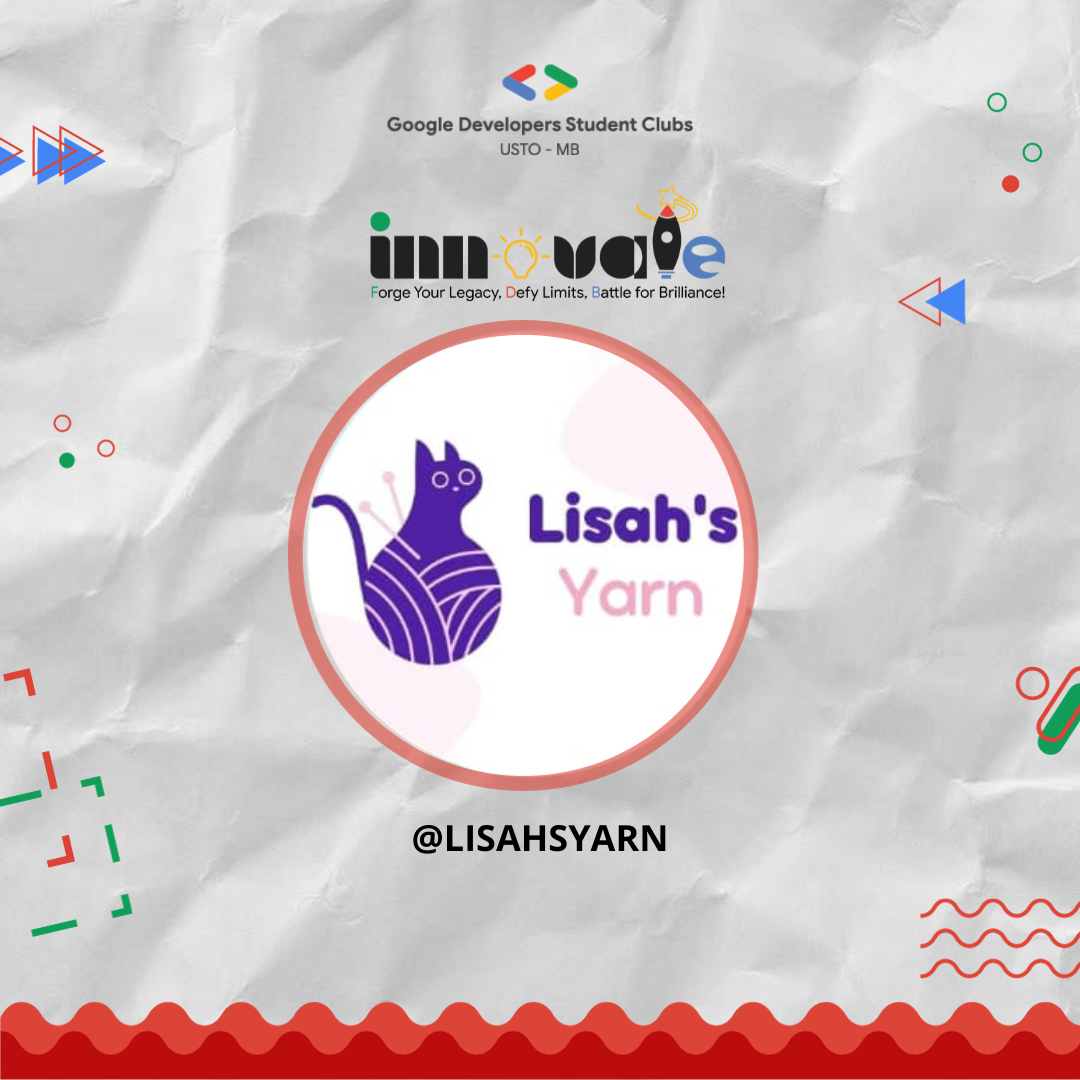 Google Developers Student Clubs
USTO - MB
innovate
Forge Your Legacy, Defy Limits, Battle for Brilliance!
Lisah's
Yarn
@LISAHSYARN